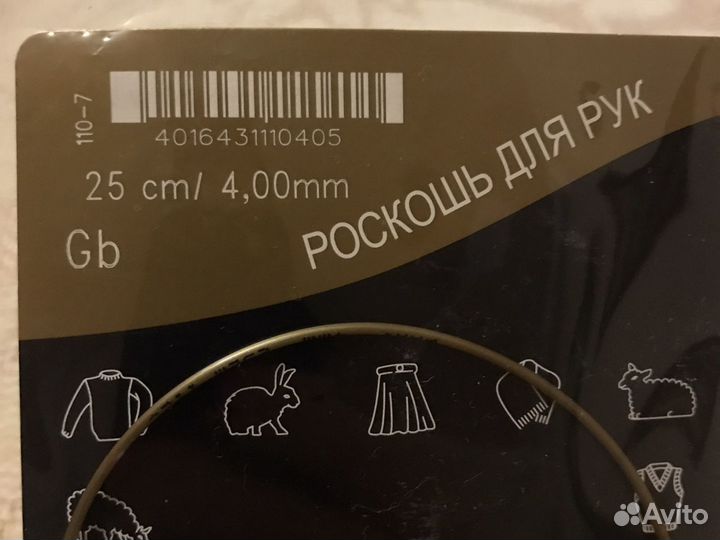 110-7
4016431110405
25 cm/ 4,00mm
Gb
РОСКОШЬ ДЛЯ РУК
Avito